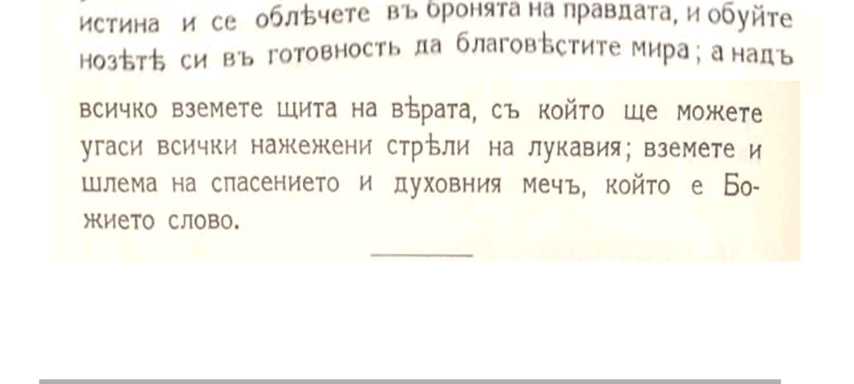 истина и се облѣчете въ бронята на правдата, и обуйте
нозѣтѣ си въ готовность да благовѣстите мира; а надъ
всичко вземете щита на вѣрата, съ който ще можете
угаси всички нажежени стрѣли на лукавия; вземете и
шлема на спасението и духовния мечъ, който е Бо-
жието слово.